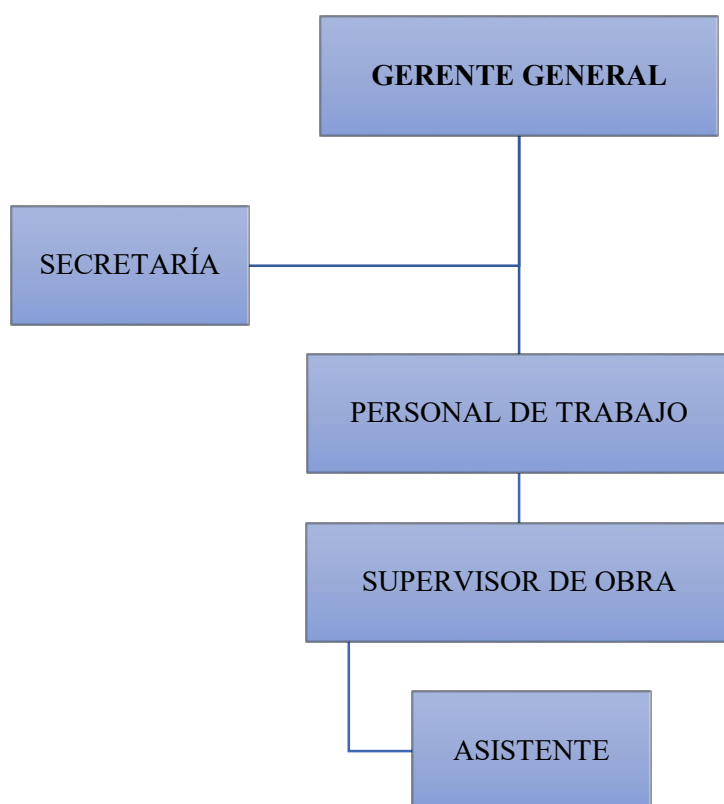 GERENTE GENERAL
SECRETARÍA
PERSONAL DE TRABAJO
SUPERVISOR DE OBRA
ASISTENTE